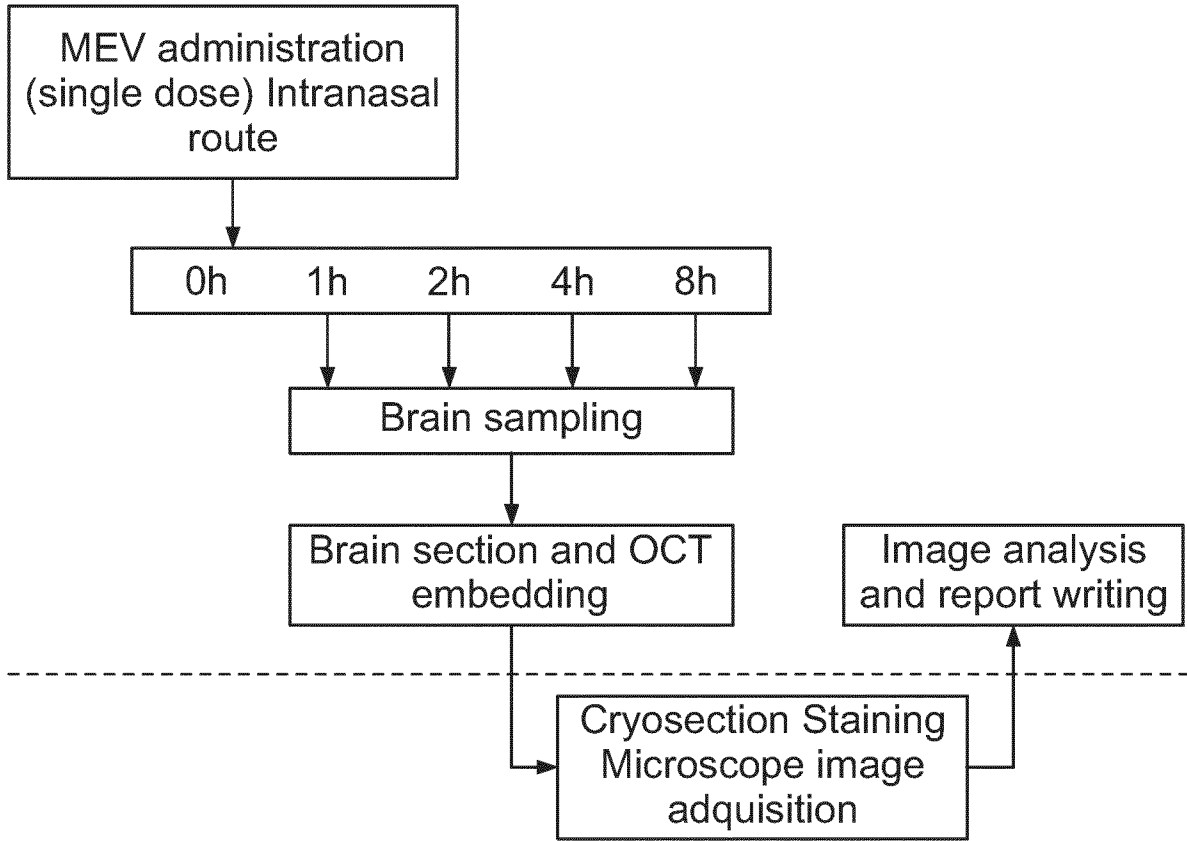 MEV administration
(single dose) Intranasal
route
0h 1h 2h 4h 8h
Brain sampling
Brain section and OCT
embedding
Image analysis
and report writing
Cryosection Staining
Microscope image
adquisition